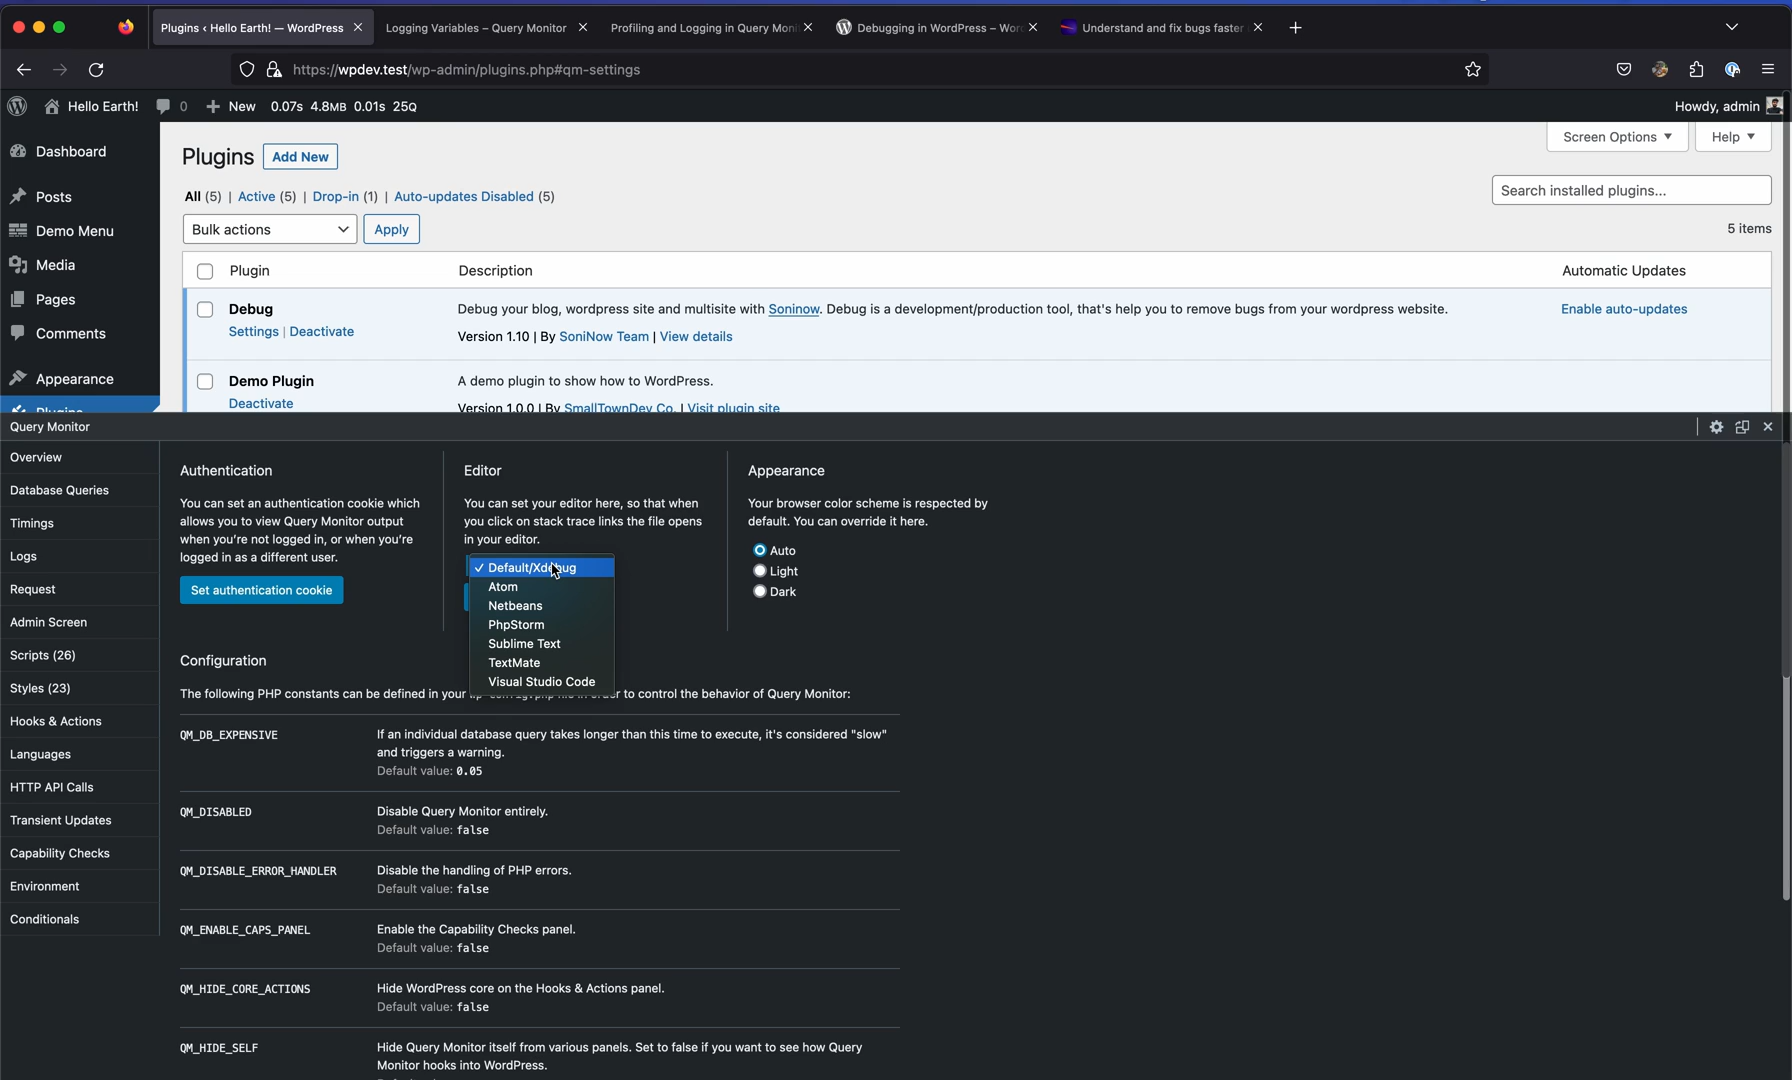 Plugins ‹ Hello Earth! — WordPress
Logging Variables – Query Monitor
Profiling and Logging in Query Moni
Debugging in WordPress – Wor
Understand and fix bugs faster
https://wpdev.test/wp-admin/plugins.php#qm-settings
Hello Earth!
0
New
0.07s 4.8MB 0.01s 25Q
Howdy, admin
Dashboard
Posts
Demo Menu
Media
Pages
Comments
Appearance
Plugins
Plugins
Add New
Screen Options
Help
All (5) | Active (5) | Drop-in (1) | Auto-updates Disabled (5)
Search installed plugins...
Bulk actions
Apply
5 items
Plugin
Description
Automatic Updates
Debug
Settings | Deactivate
Debug your blog, wordpress site and multisite with Soninow. Debug is a development/production tool, that's help you to remove bugs from your wordpress website.
Version 1.10 | By SoniNow Team | View details
Enable auto-updates
Demo Plugin
Deactivate
A demo plugin to show how to WordPress.
Version 1.0.0 | By SmallTownDev Co. | Visit plugin site
Query Monitor
Overview
Database Queries
Timings
Logs
Request
Admin Screen
Scripts (26)
Styles (23)
Hooks & Actions
Languages
HTTP API Calls
Transient Updates
Capability Checks
Environment
Conditionals
Authentication
You can set an authentication cookie which
allows you to view Query Monitor output
when you're not logged in, or when you're
logged in as a different user.
Set authentication cookie
Editor
You can set your editor here, so that when
you click on stack trace links the file opens
in your editor.
✓ Default/Xdebug
Atom
Netbeans
PhpStorm
Sublime Text
TextMate
Visual Studio Code
Appearance
Your browser color scheme is respected by
default. You can override it here.
Auto
Light
Dark
Configuration
The following PHP constants can be defined in your wp-config.php file in order to control the behavior of Query Monitor:
QM_DB_EXPENSIVE
If an individual database query takes longer than this time to execute, it's considered "slow"
and triggers a warning.
Default value: 0.05
QM_DISABLED
Disable Query Monitor entirely.
Default value: false
QM_DISABLE_ERROR_HANDLER
Disable the handling of PHP errors.
Default value: false
QM_ENABLE_CAPS_PANEL
Enable the Capability Checks panel.
Default value: false
QM_HIDE_CORE_ACTIONS
Hide WordPress core on the Hooks & Actions panel.
Default value: false
QM_HIDE_SELF
Hide Query Monitor itself from various panels. Set to false if you want to see how Query
Monitor hooks into WordPress.